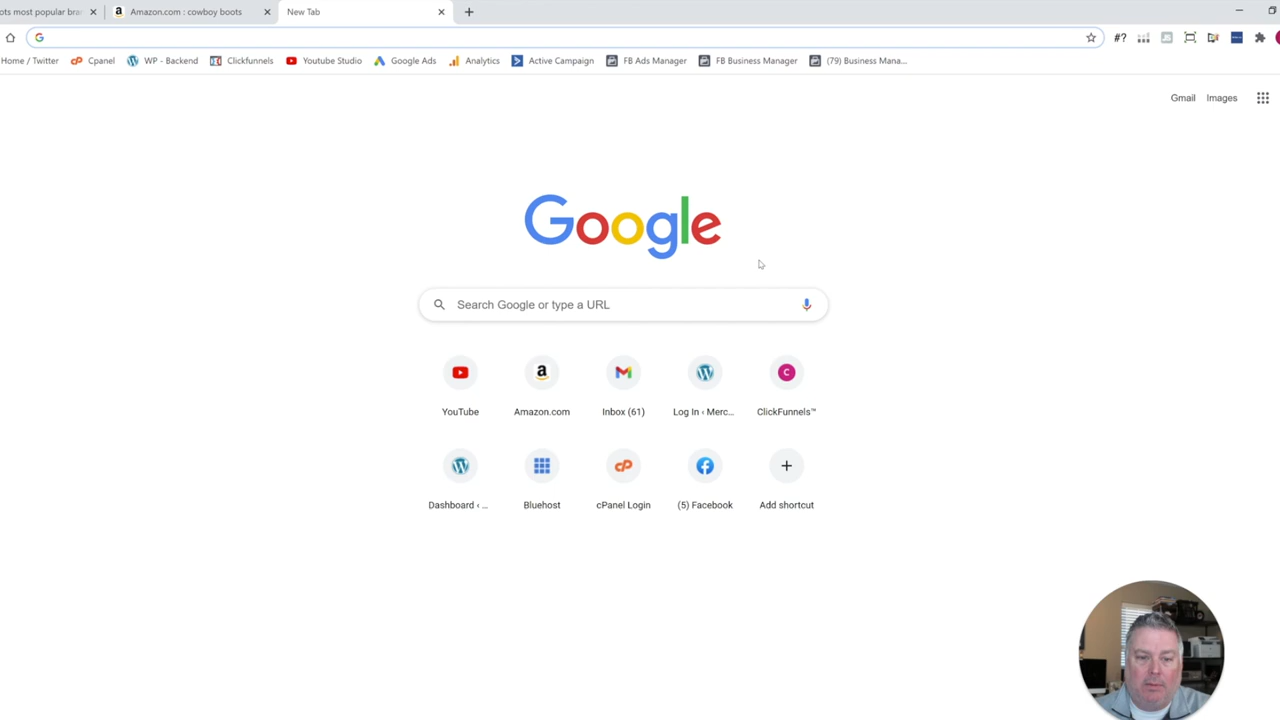 ots most popular bra
Amazon.com : cowboy boots
New Tab
Home / Twitter
Cpanel
WP - Backend
Clickfunnels
Youtube Studio
Google Ads
Analytics
Active Campaign
FB Ads Manager
FB Business Manager
(79) Business Mana...
Gmail
Images
Google
Search Google or type a URL
YouTube
Amazon.com
Inbox (61)
Log In ‹ Merc...
ClickFunnels™
Dashboard ‹ ...
Bluehost
cPanel Login
(5) Facebook
Add shortcut